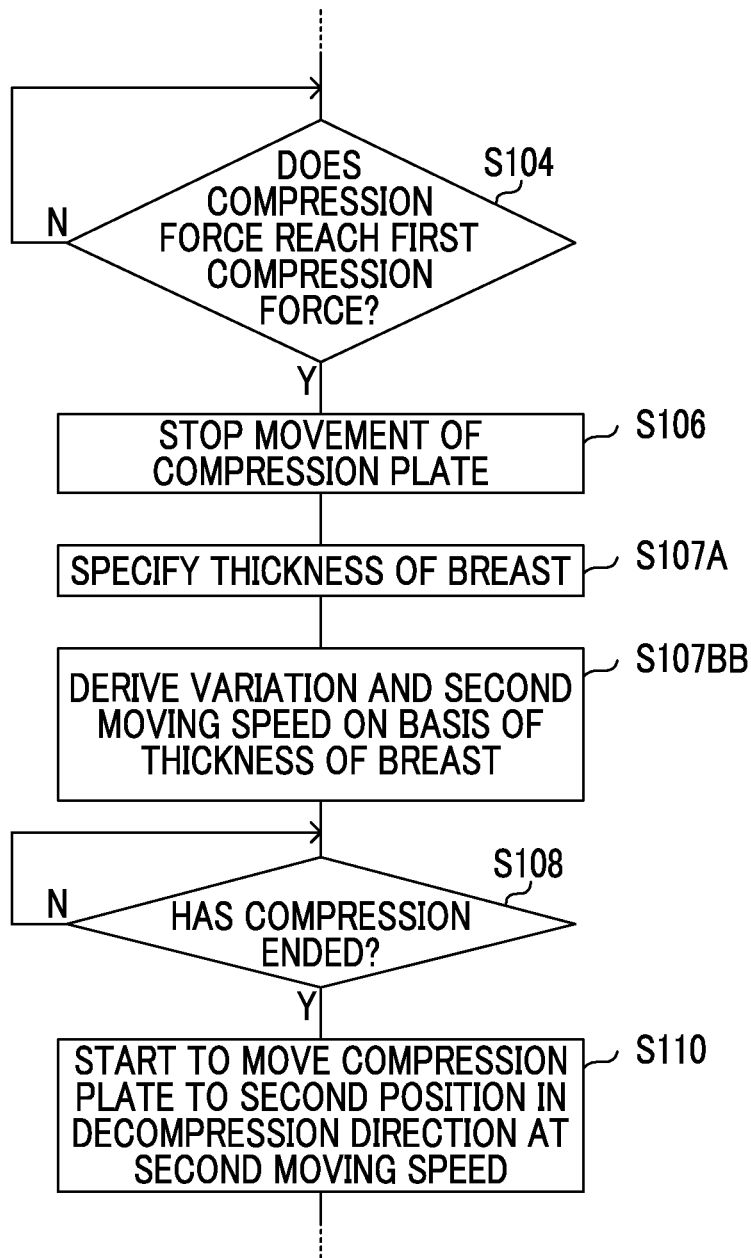 DOES
COMPRESSION
FORCE REACH FIRST
COMPRESSION
FORCE?
S104
N
Y
STOP MOVEMENT OF
COMPRESSION PLATE
S106
SPECIFY THICKNESS OF BREAST
S107A
DERIVE VARIATION AND SECOND
MOVING SPEED ON BASIS OF
THICKNESS OF BREAST
S107BB
HAS COMPRESSION
ENDED?
S108
N
Y
START TO MOVE COMPRESSION
PLATE TO SECOND POSITION IN
DECOMPRESSION DIRECTION AT
SECOND MOVING SPEED
S110